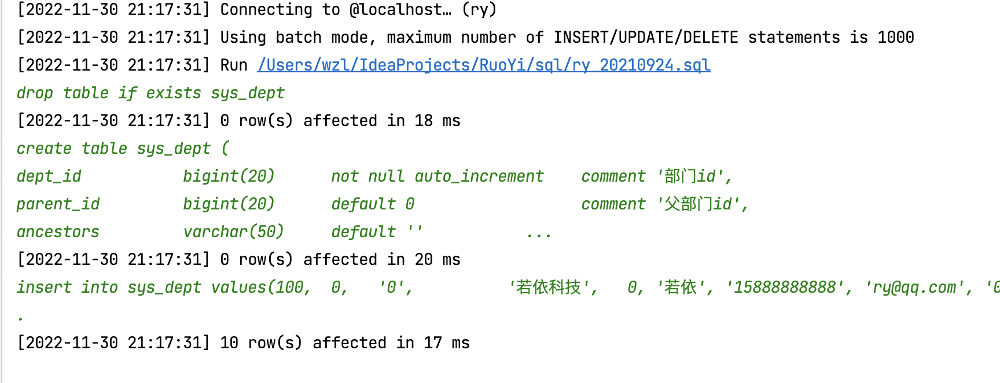 [2022-11-30 21:17:31] Connecting to @localhost… (ry)
[2022-11-30 21:17:31] Using batch mode, maximum number of INSERT/UPDATE/DELETE statements is 1000
[2022-11-30 21:17:31] Run /Users/wzl/IdeaProjects/RuoYi/sql/ry_20210924.sql
drop table if exists sys_dept
[2022-11-30 21:17:31] 0 row(s) affected in 18 ms
create table sys_dept (
dept_id           bigint(20)      not null auto_increment    comment '部门id',
parent_id         bigint(20)      default 0                  comment '父部门id',
ancestors         varchar(50)     default ''           ...
[2022-11-30 21:17:31] 0 row(s) affected in 20 ms
insert into sys_dept values(100,  0,   '0',          '若依科技',   0, '若依', '15888888888', 'ry@qq.com', '0
.
[2022-11-30 21:17:31] 10 row(s) affected in 17 ms